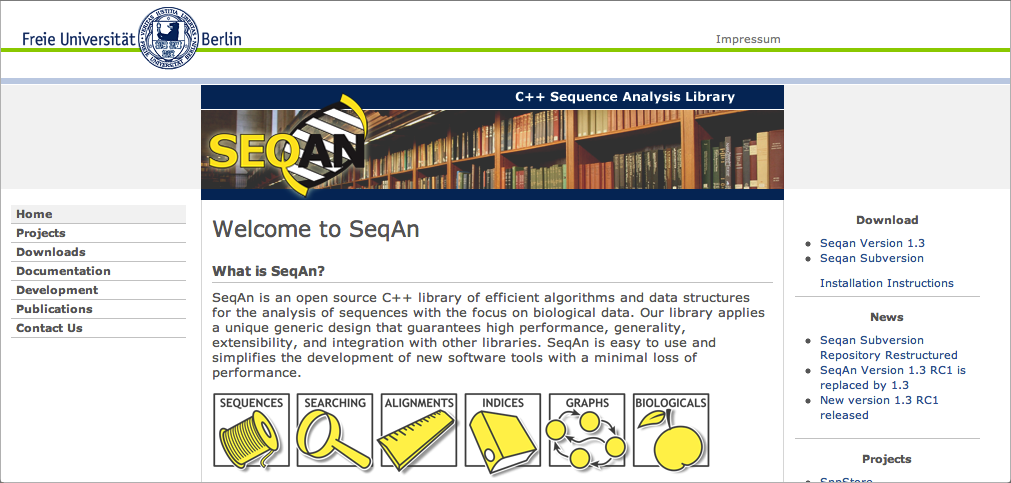 Freie Universität Berlin
Impressum
C++ Sequence Analysis Library
SEQAN
Home
Projects
Downloads
Documentation
Development
Publications
Contact Us
Welcome to SeqAn
What is SeqAn?
SeqAn is an open source C++ library of efficient algorithms and data structures
for the analysis of sequences with the focus on biological data. Our library applies
a unique generic design that guarantees high performance, generality,
extensibility, and integration with other libraries. SeqAn is easy to use and
simplifies the development of new software tools with a minimal loss of
performance.
SEQUENCES
SEARCHING
ALIGNMENTS
INDICES
GRAPHS
BIOLOGICALS
Download
Seqan Version 1.3
Seqan Subversion
Installation Instructions
News
Seqan Subversion
Repository Restructured
SeqAn Version 1.3 RC1 is
replaced by 1.3
New version 1.3 RC1
released
Projects